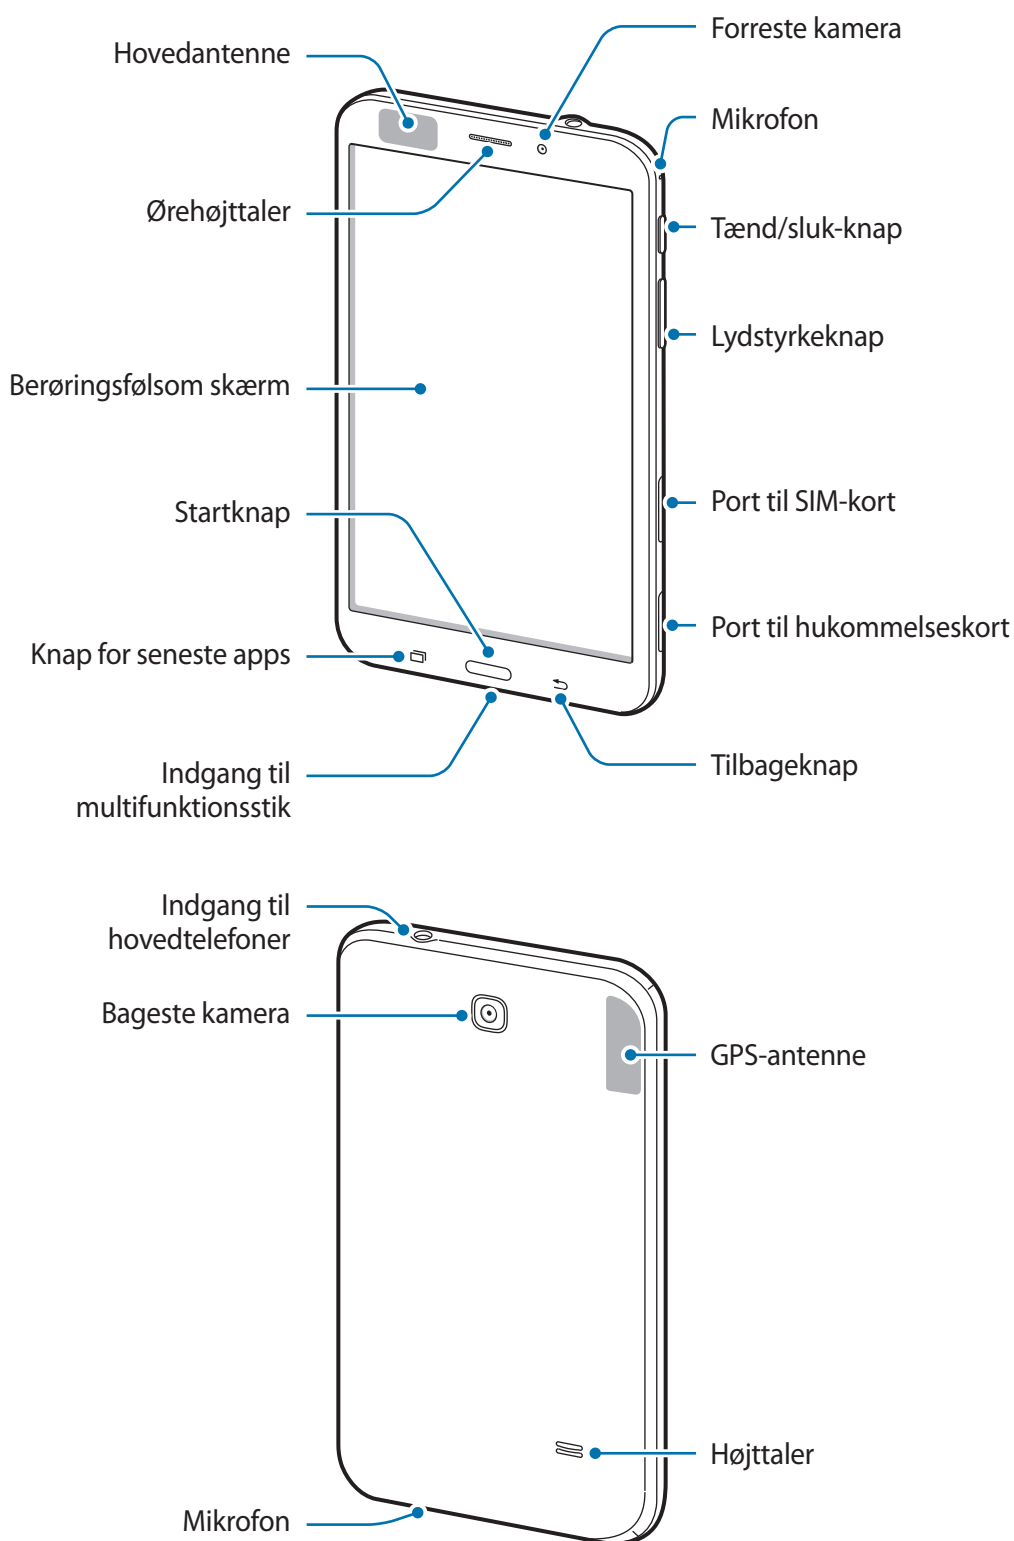 Hovedantenne
Ørehøjttaler
Berøringsfølsom skærm
Startknap
Knap for seneste apps
Indgang til
multifunktionsstik
Forreste kamera
Mikrofon
Tænd/sluk-knap
Lydstyrkeknap
Port til SIM-kort
Port til hukommelseskort
Tilbageknap
Indgang til
hovedtelefoner
Bageste kamera
Mikrofon
GPS-antenne
Højttaler